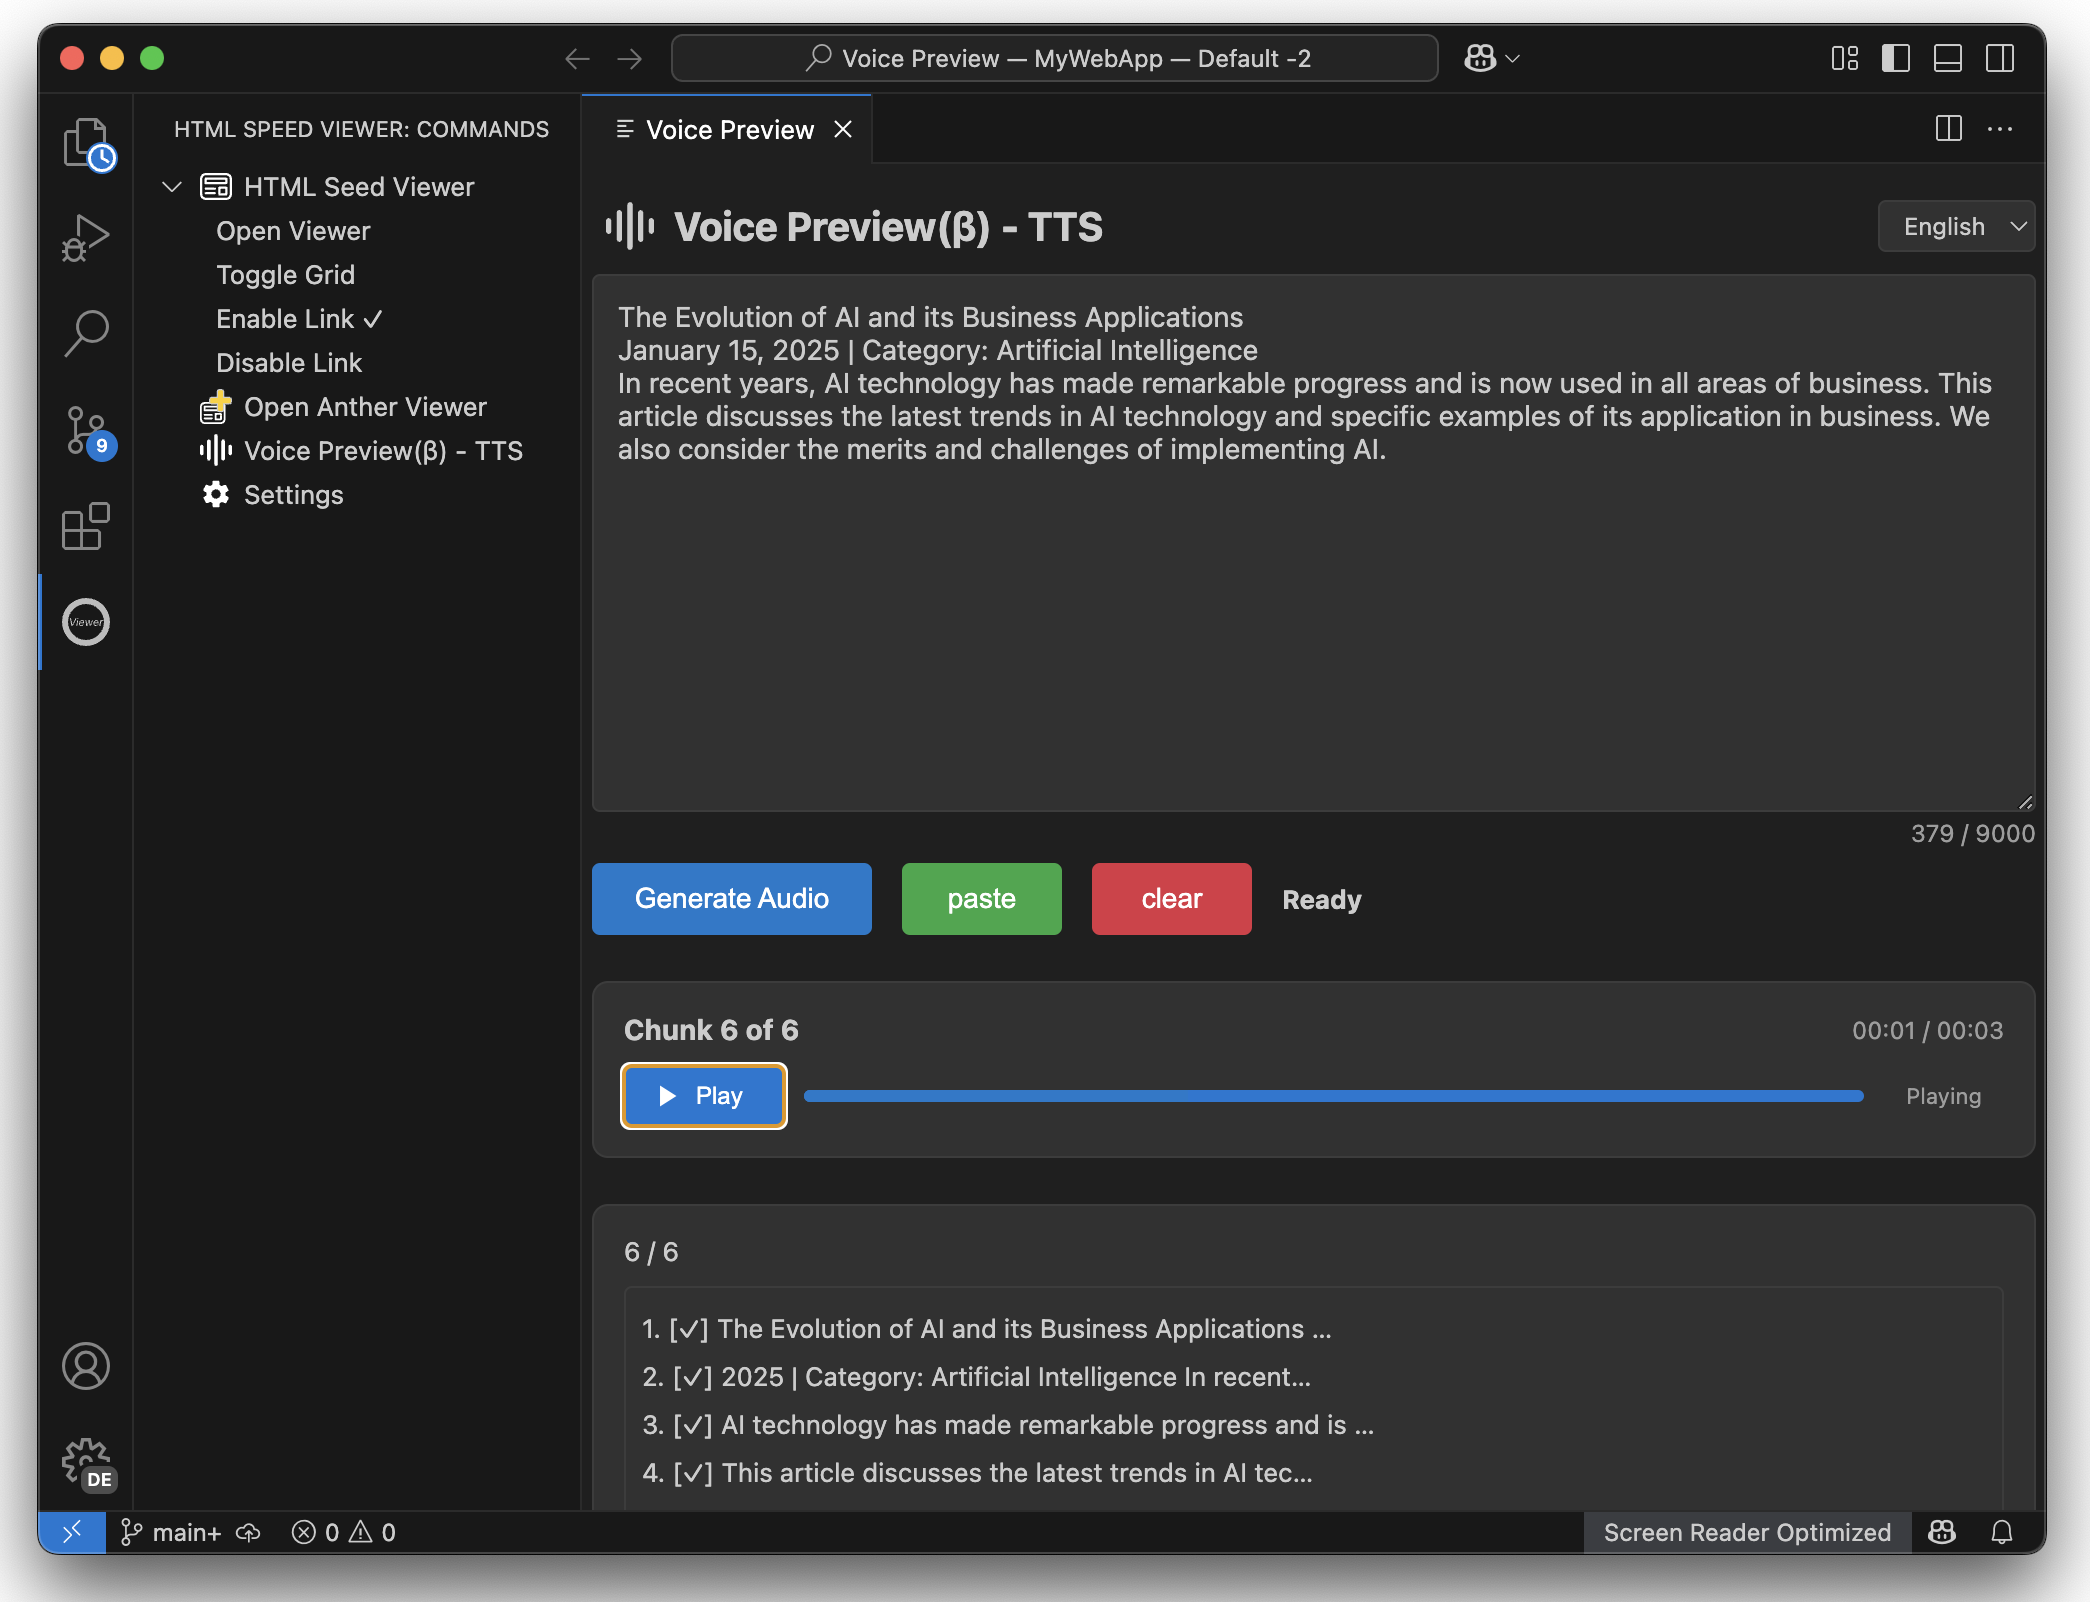 Voice Preview — MyWebApp — Default -2
HTML SPEED VIEWER: COMMANDS
HTML Seed Viewer
Open Viewer
Toggle Grid
Enable Link ✓
Disable Link
Open Anther Viewer
Voice Preview(β) - TTS
Settings
9
Viewer
DE
Voice Preview
Voice Preview(β) - TTS
English
The Evolution of AI and its Business Applications
January 15, 2025 | Category: Artificial Intelligence
In recent years, AI technology has made remarkable progress and is now used in all areas of business. This
article discusses the latest trends in AI technology and specific examples of its application in business. We
also consider the merits and challenges of implementing AI.
379 / 9000
Generate Audio
paste
clear
Ready
Chunk 6 of 6
00:01 / 00:03
Play
Playing
6 / 6
1. [✓] The Evolution of AI and its Business Applications ...
2. [✓] 2025 | Category: Artificial Intelligence In recent...
3. [✓] AI technology has made remarkable progress and is ...
4. [✓] This article discusses the latest trends in AI tec...
main+
0
0
Screen Reader Optimized